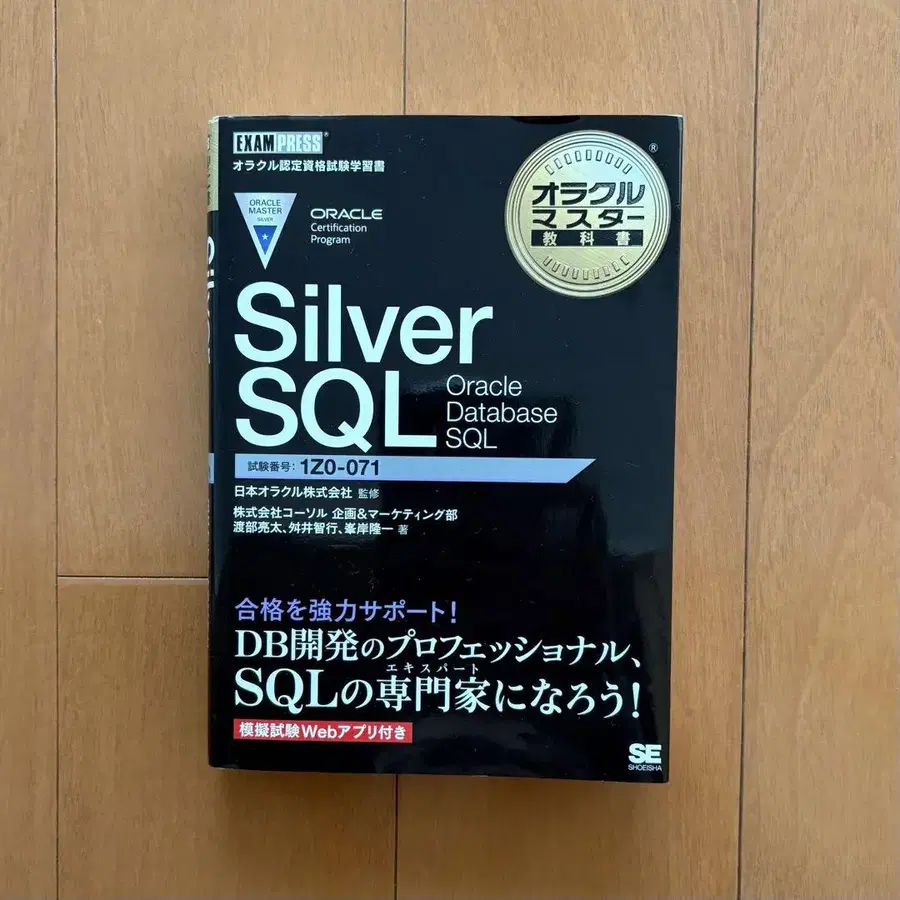 EXAMPRESS®
オラクル認定資格試験学習書
ORACLE
MASTER
SILVER
ORACLE
Certification
Program
オラクル
マスター
教科書
®
Silver
SQL
Oracle
Database
SQL
試験番号：1Z0-071
日本オラクル株式会社 監修
株式会社コーソル 企画&マーケティング部
渡部亮太、舛井智行、峯岸隆一 著
合格を強力サポート！
DB開発のプロフェッショナル、
エキスパート
SQLの専門家になろう！
模擬試験Webアプリ付き
SE
SHOEISHA